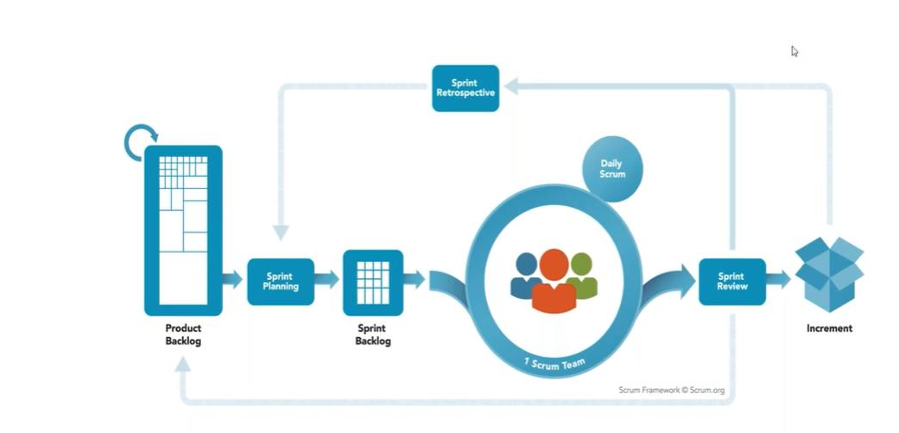 Sprint
Retrospective
Daily
Scrum
Sprint
Planning
Sprint
Review
Product
Backlog
Sprint
Backlog
1 Scrum Team
Increment
Scrum Framework © Scrum.org